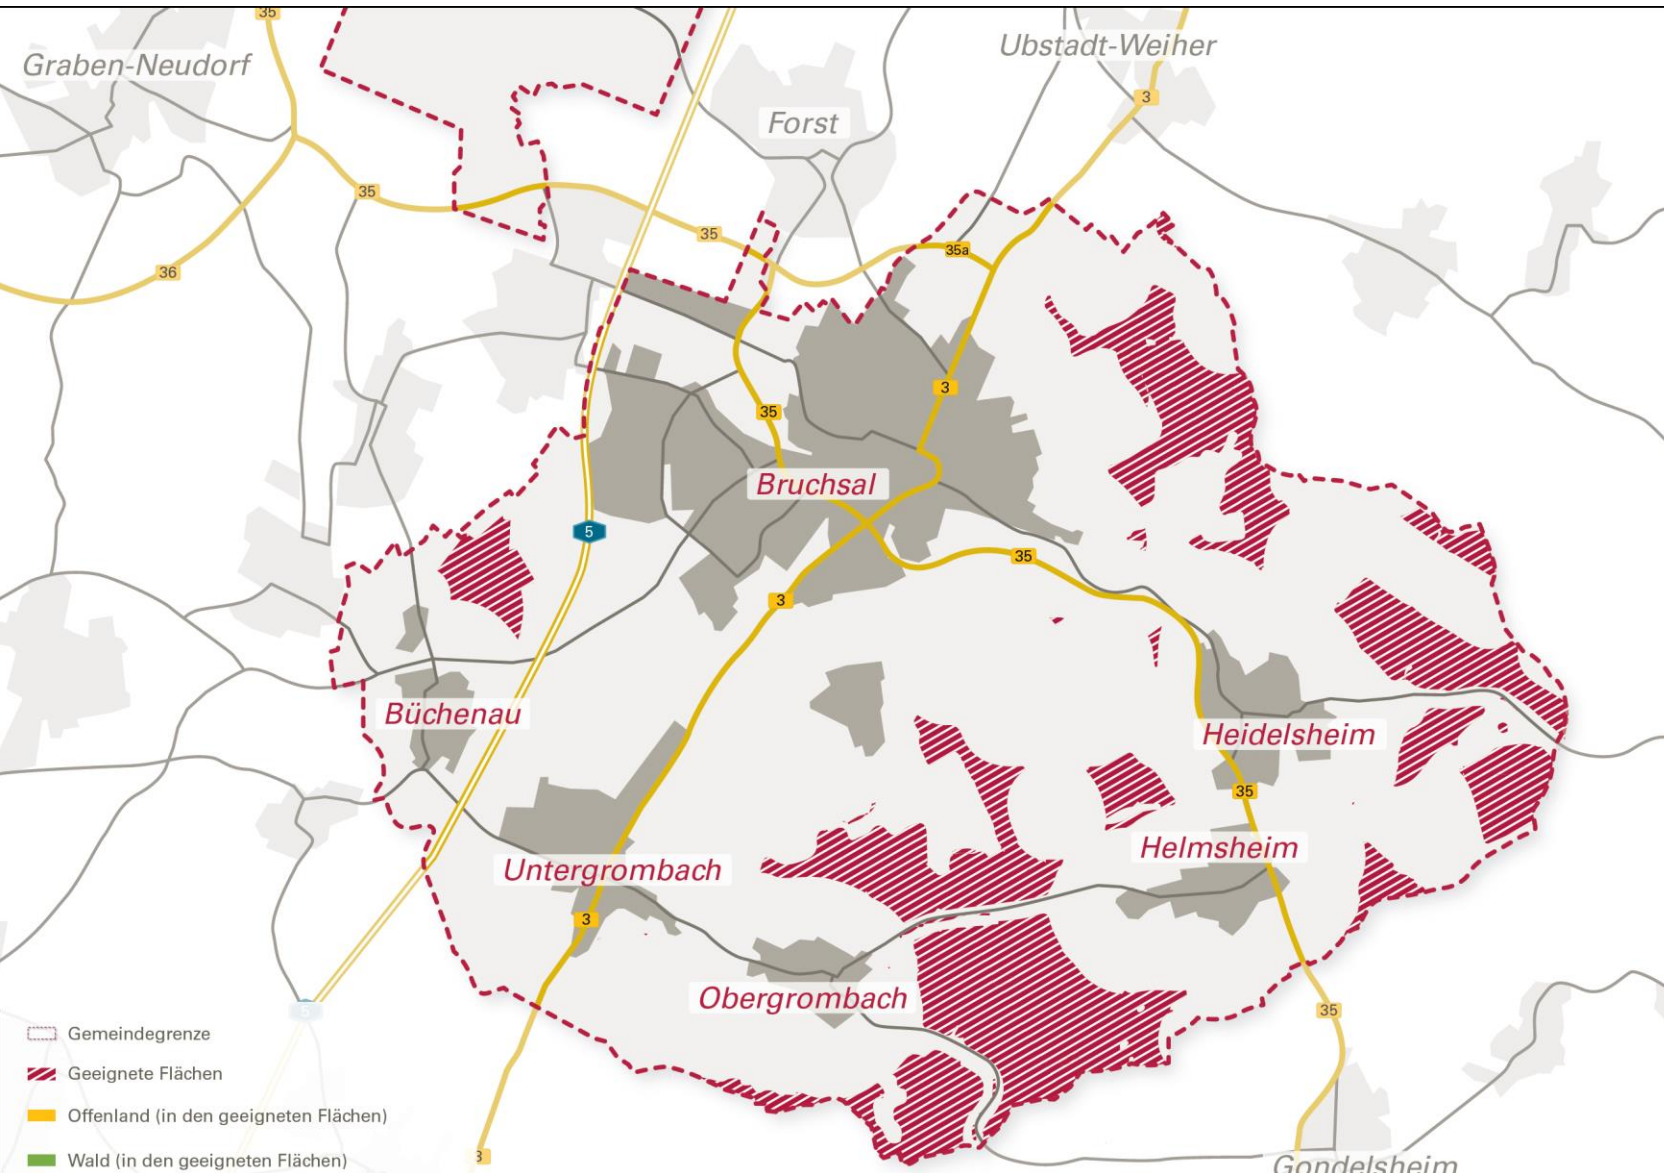 35
Ubstadt-Weiher
Graben-Neudorf
3
Forst
35
35
35a
36
3
35
Bruchsal
5
35
3
Büchenau
Heidelsheim
35
Helmsheim
Untergrombach
3
Obergrombach
5
35
Gemeindegrenze
Geeignete Flächen
Offenland (in den geeigneten Flächen)
3
Wald (in den geeigneten Flächen)
Gondelsheim